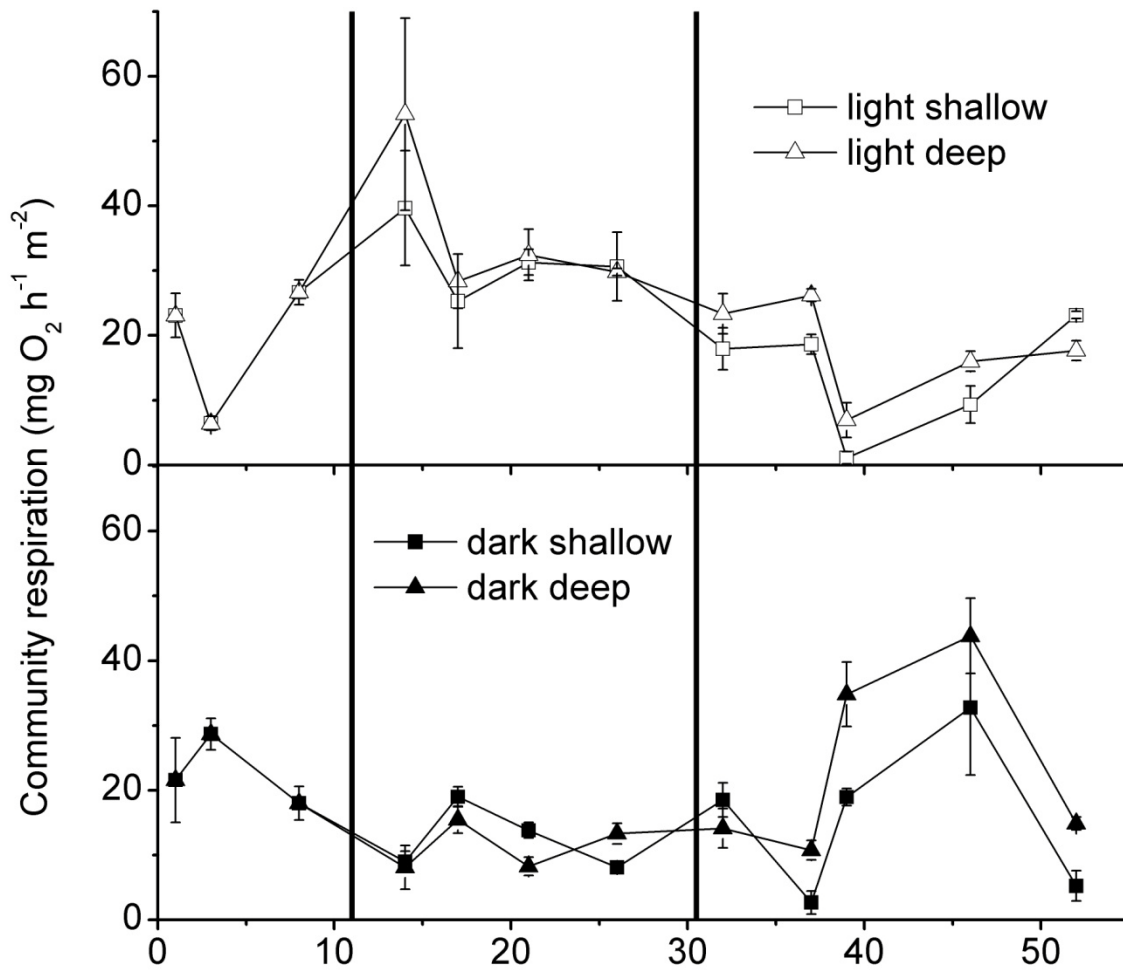 Community respiration (mg O₂ h⁻¹ m⁻²)
60
40
20
0
light shallow
light deep
60
40
20
0
dark shallow
dark deep
0 10 20 30 40 50